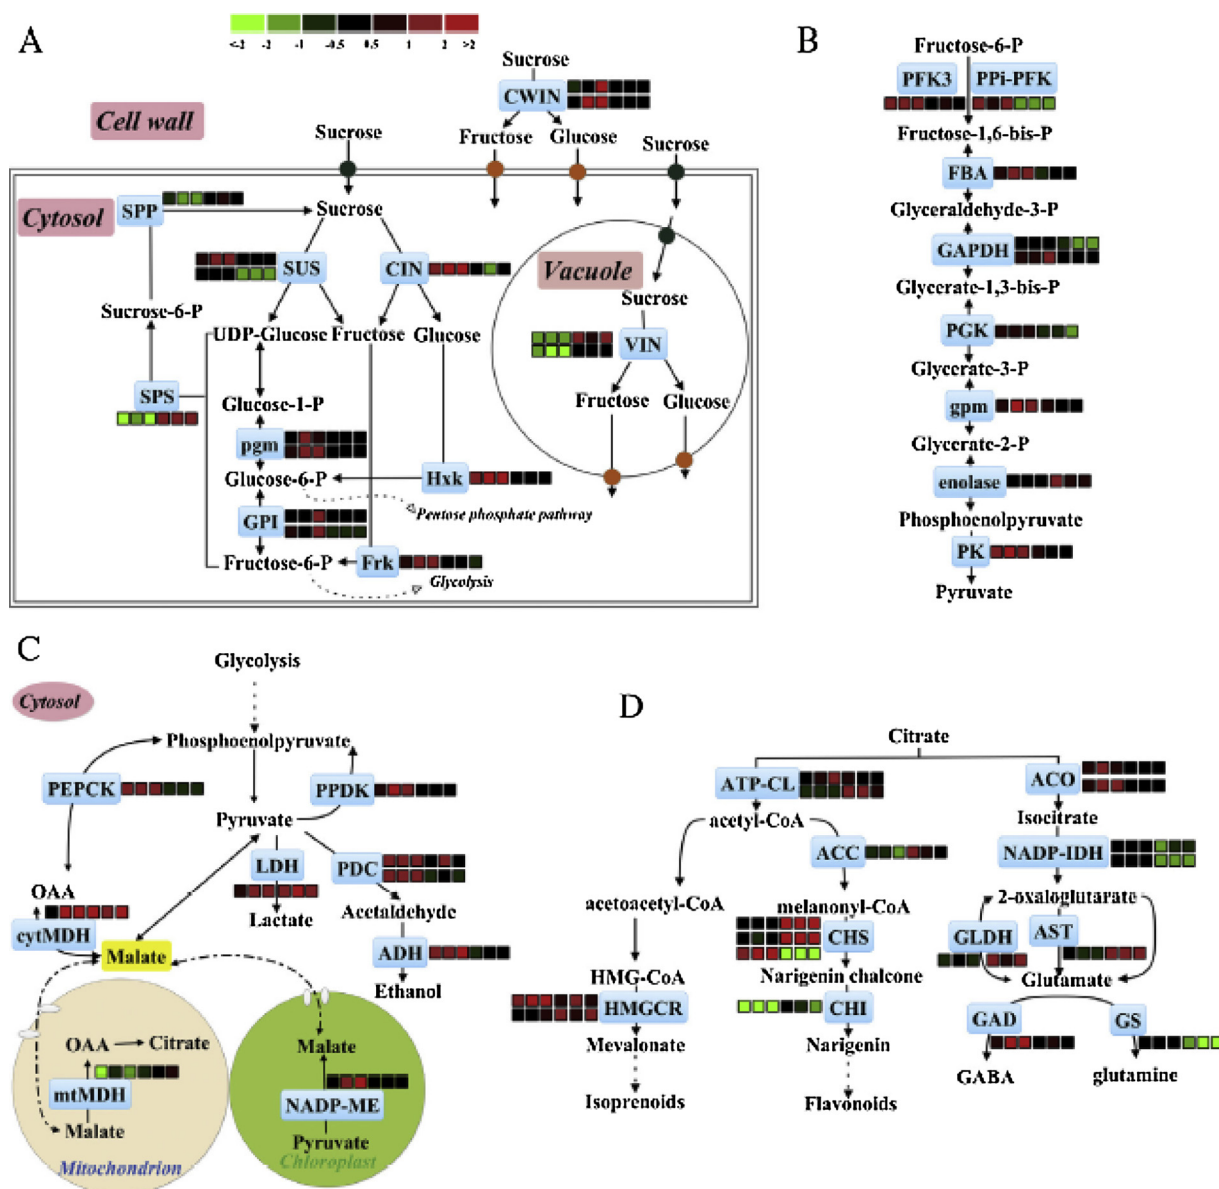 A
<-2 -2 -1 -0.5 0.5 1 2 >2
Sucrose
CWIN
Cell wall
Sucrose
Fructose Glucose
Sucrose
Cytosol
SPP
Sucrose
SUS
CIN
Vacuole
Sucrose
Sucrose-6-P
UDP-Glucose Fructose Glucose
VIN
SPS
Glucose-1-P
Fructose Glucose
pgm
Glucose-6-P
Hxk
Pentose phosphate pathway
GPI
Fructose-6-P
Frk
Glycolysis
B
Fructose-6-P
PFK3 PPi-PFK
Fructose-1,6-bis-P
FBA
Glyceraldehyde-3-P
GAPDH
Glycerate-1,3-bis-P
PGK
Glycerate-3-P
gpm
Glycerate-2-P
enolase
Phosphoenolpyruvate
PK
Pyruvate
C
Glycolysis
Cytosol
Phosphoenolpyruvate
PEPCK
PPDK
Pyruvate
LDH
PDC
OAA
Lactate
Acetaldehyde
cytMDH
Malate
ADH
Ethanol
OAA Citrate
mtMDH
Malate
Mitochondrion
Malate
NADP-ME
Pyruvate
Chloroplast
D
Citrate
ATP-CL
ACO
acetyl-CoA
Isocitrate
ACC
NADP-IDH
acetoacetyl-CoA
melanonyl-CoA
2-oxaloglutarate
CHS
GLDH
AST
HMG-CoA
Narigenin chalcone
Glutamate
HMGCR
CHI
GAD
GS
Mevalonate
Narigenin
GABA
glutamine
Isoprenoids
Flavonoids